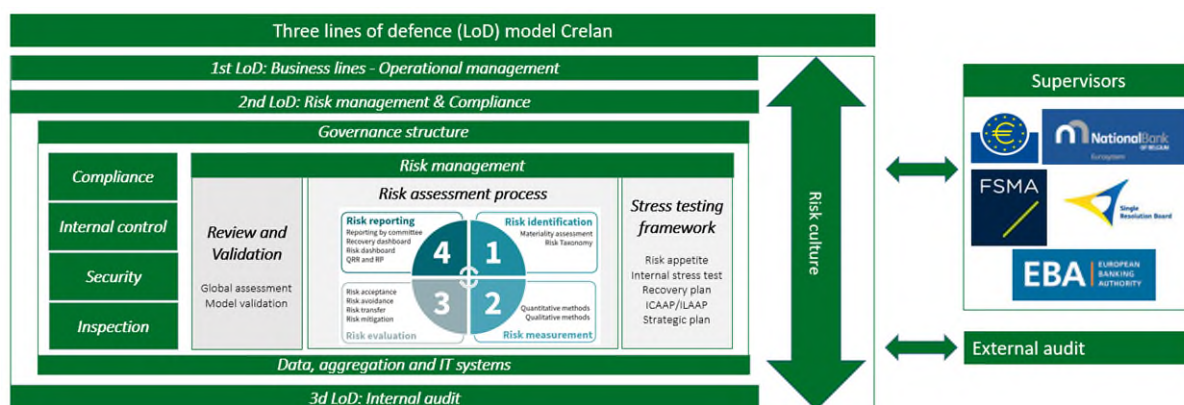 Three lines of defence (LoD) model Crelan
1st LoD: Business lines - Operational management
2nd LoD: Risk management & Compliance
Governance structure
Compliance
Internal control
Security
Inspection
Risk management
Review and
Validation
Global assessment
Model validation
Risk assessment process
Risk reporting
Reporting by committee
Recovery dashboard
Risk dashboard
QRR and RP
4
1
Risk identification
Materiality assessment
Risk Taxonomy
Risk acceptance
Risk avoidance
Risk transfer
Risk mitigation
Risk evaluation
3
2
Quantitative methods
Qualitative methods
Risk measurement
Stress testing
framework
Risk appetite
Internal stress test
Recovery plan
ICAAP/ILAAP
Strategic plan
Data, aggregation and IT systems
3d LoD: Internal audit
Risk culture
Supervisors
€
NationalBank
OF BELGIUM
Eurosystem
FSMA
Single
Resolution Board
EBA
EUROPEAN
BANKING
AUTHORITY
External audit